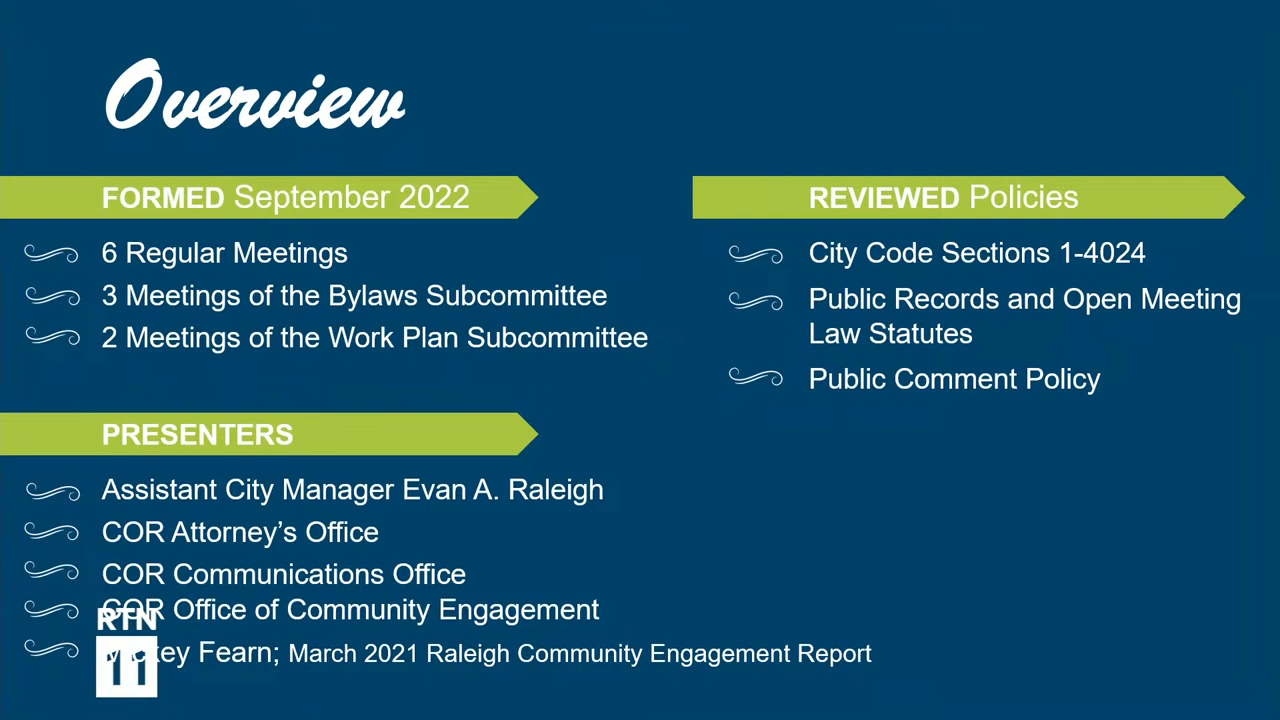 Overview
FORMED September 2022
6 Regular Meetings
3 Meetings of the Bylaws Subcommittee
2 Meetings of the Work Plan Subcommittee
REVIEWED Policies
City Code Sections 1-4024
Public Records and Open Meeting
Law Statutes
Public Comment Policy
PRESENTERS
Assistant City Manager Evan A. Raleigh
COR Attorney’s Office
COR Communications Office
COR Office of Community Engagement
Fearn; March 2021 Raleigh Community Engagement Report
RTN
11